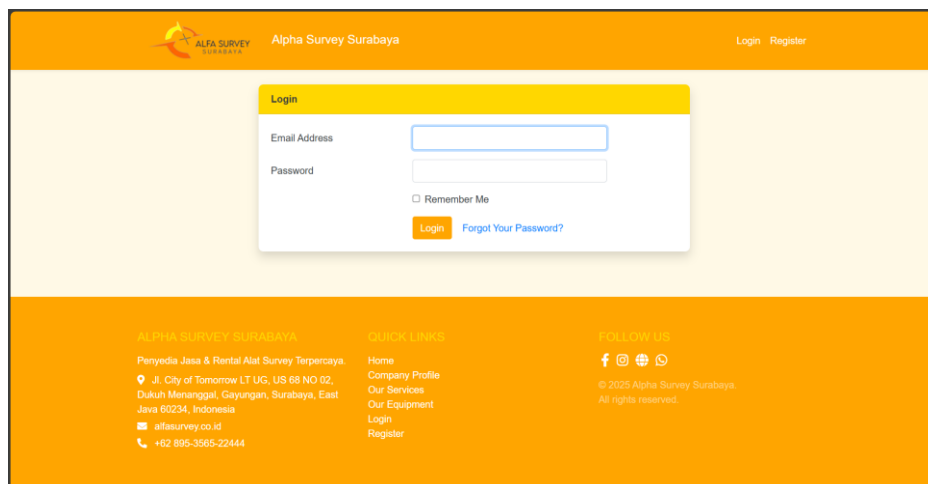 ALFA SURVEY
SURABAYA
Alpha Survey Surabaya
Login Register
Login
Email Address
Password
Remember Me
Login Forgot Your Password?
ALPHA SURVEY SURABAYA
Penyedia Jasa & Rental Alat Survey Terpercaya.
Jl. City of Tomorrow LT UG, US 68 NO 02,
Dukuh Menanggal, Gayungan, Surabaya, East
Java 60234, Indonesia
alfasurvey.co.id
+62 895-3565-22444
QUICK LINKS
Home
Company Profile
Our Services
Our Equipment
Login
Register
FOLLOW US
© 2025 Alpha Survey Surabaya.
All rights reserved.